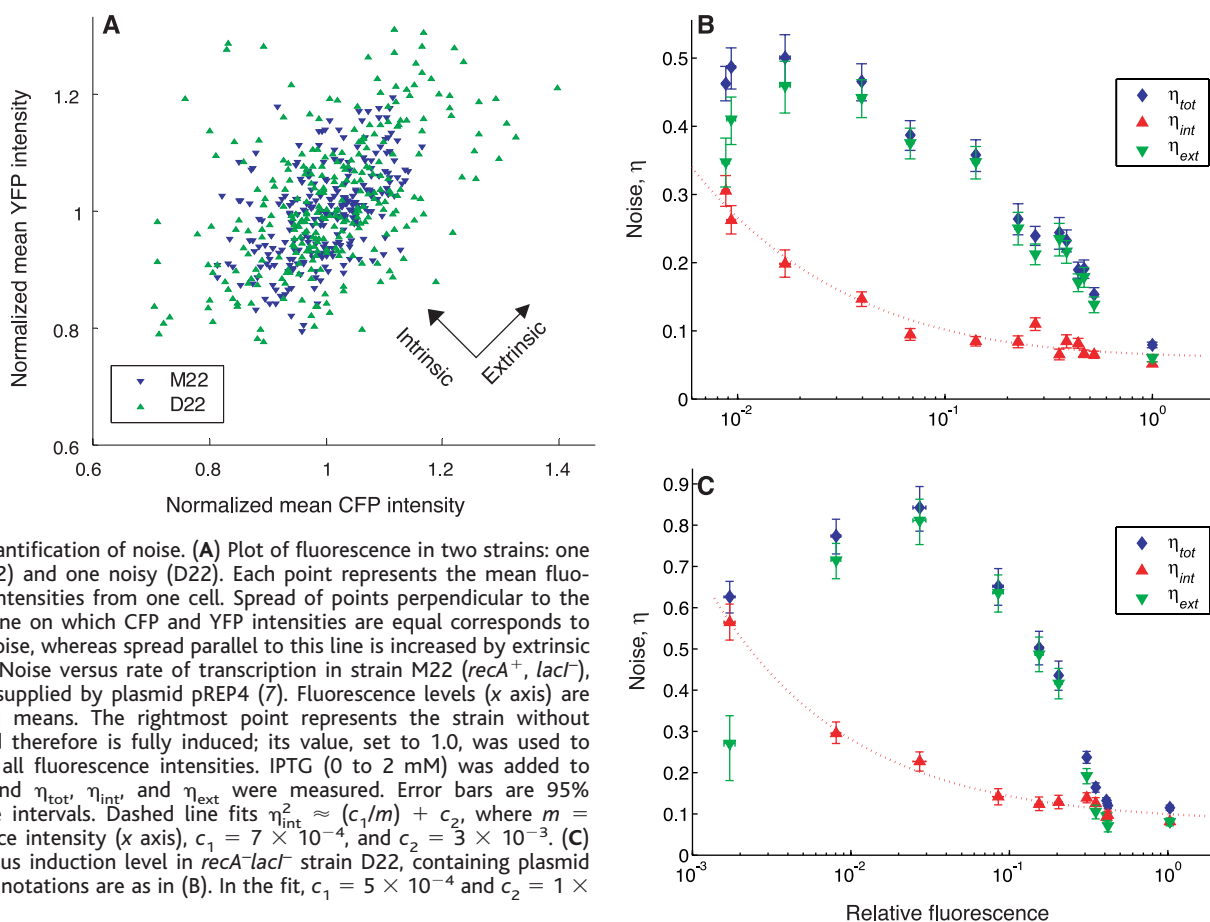 A
Normalized mean YFP intensity
1.2
1
0.8
0.6
Intrinsic
Extrinsic
M22
D22
0.6
0.8
1
1.2
1.4
Normalized mean CFP intensity
B
Noise, η
0.5
0.4
0.3
0.2
0.1
0
η_tot
η_int
η_ext
10⁻²
10⁻¹
10⁰
C
Noise, η
0.9
0.8
0.7
0.6
0.5
0.4
0.3
0.2
0.1
0
η_tot
η_int
η_ext
10⁻³
10⁻²
10⁻¹
10⁰
Relative fluorescence
antification of noise. (A) Plot of fluorescence in two strains: one
2) and one noisy (D22). Each point represents the mean fluo-
ntensities from one cell. Spread of points perpendicular to the
ne on which CFP and YFP intensities are equal corresponds to
oise, whereas spread parallel to this line is increased by extrinsic
Noise versus rate of transcription in strain M22 (recA⁺, lacI⁻),
supplied by plasmid pREP4 (7). Fluorescence levels (x axis) are
means. The rightmost point represents the strain without
d therefore is fully induced; its value, set to 1.0, was used to
all fluorescence intensities. IPTG (0 to 2 mM) was added to
nd η_tot, η_int, and η_ext were measured. Error bars are 95%
e intervals. Dashed line fits η²_int ≈ (c₁/m) + c₂, where m =
ce intensity (x axis), c₁ = 7 × 10⁻⁴, and c₂ = 3 × 10⁻³. (C)
us induction level in recA⁻lacI⁻ strain D22, containing plasmid
notations are as in (B). In the fit, c₁ = 5 × 10⁻⁴ and c₂ = 1 ×